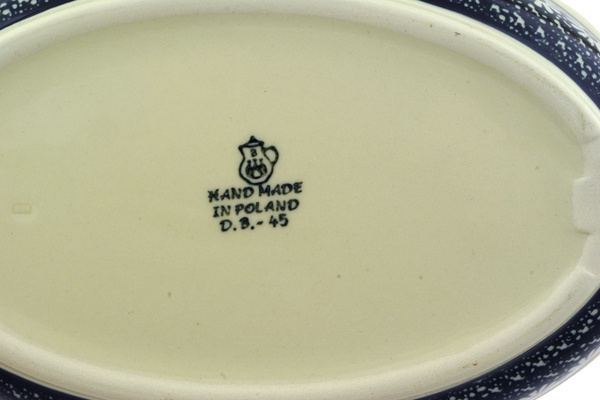 B
HAND MADE
IN POLAND
D.B.- 45